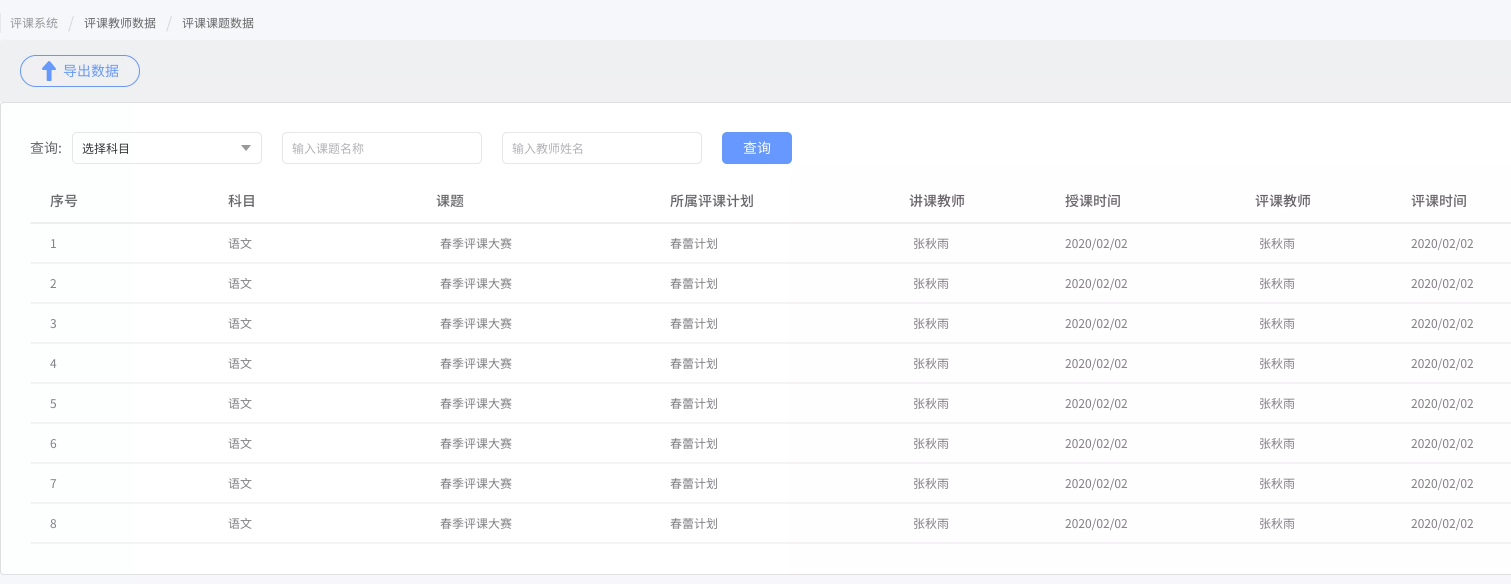 评课系统 / 评课教师数据 / 评课课题数据
导出数据
查询: 选择科目 输入课题名称 输入教师姓名 查询
序号 科目 课题 所属评课计划 讲课教师 授课时间 评课教师 评课时间
1 语文 春季评课大赛 春蕾计划 张秋雨 2020/02/02 张秋雨 2020/02/02
2 语文 春季评课大赛 春蕾计划 张秋雨 2020/02/02 张秋雨 2020/02/02
3 语文 春季评课大赛 春蕾计划 张秋雨 2020/02/02 张秋雨 2020/02/02
4 语文 春季评课大赛 春蕾计划 张秋雨 2020/02/02 张秋雨 2020/02/02
5 语文 春季评课大赛 春蕾计划 张秋雨 2020/02/02 张秋雨 2020/02/02
6 语文 春季评课大赛 春蕾计划 张秋雨 2020/02/02 张秋雨 2020/02/02
7 语文 春季评课大赛 春蕾计划 张秋雨 2020/02/02 张秋雨 2020/02/02
8 语文 春季评课大赛 春蕾计划 张秋雨 2020/02/02 张秋雨 2020/02/02